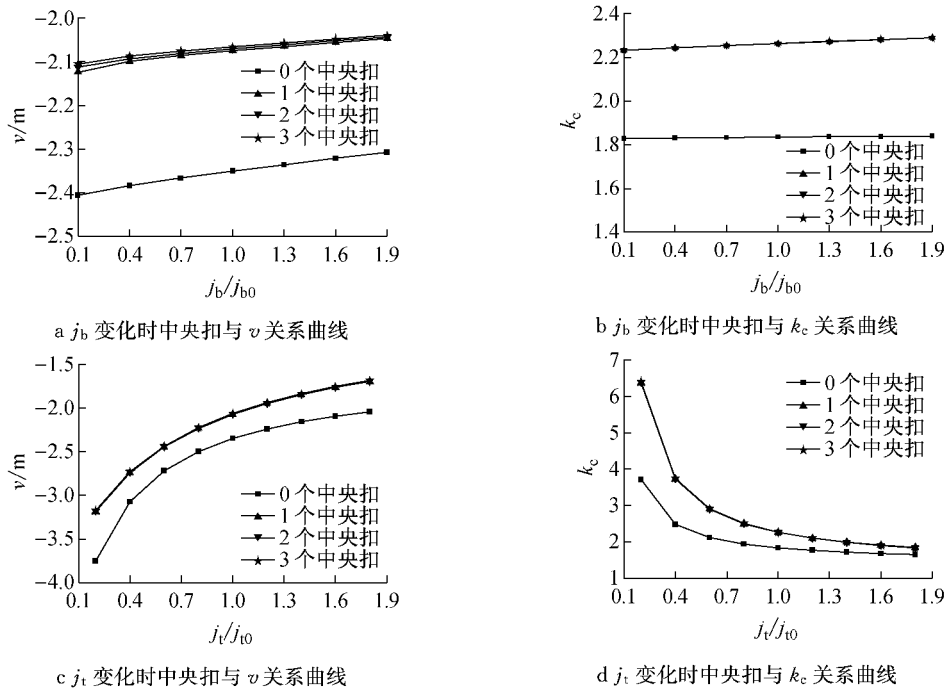 −2.0
−2.1
−2.2
−2.3
−2.4
−2.5
v/m
0 个中央扣
1 个中央扣
2 个中央扣
3 个中央扣
0.1 0.4 0.7 1.0 1.3 1.6 1.9
jb/jb0
a jb 变化时中央扣与 v 关系曲线
2.4
2.2
2.0
1.8
1.6
1.4
kc
0 个中央扣
1 个中央扣
2 个中央扣
3 个中央扣
0.1 0.4 0.7 1.0 1.3 1.6 1.9
jb/jb0
b jb 变化时中央扣与 kc 关系曲线
−1.5
−2.0
−2.5
−3.0
−3.5
−4.0
v/m
0 个中央扣
1 个中央扣
2 个中央扣
3 个中央扣
0.1 0.4 0.7 1.0 1.3 1.6 1.9
jt/jt0
c jt 变化时中央扣与 v 关系曲线
7
6
5
4
3
2
1
kc
0 个中央扣
1 个中央扣
2 个中央扣
3 个中央扣
0.1 0.4 0.7 1.0 1.3 1.6 1.9
jt/jt0
d jt 变化时中央扣与 kc 关系曲线